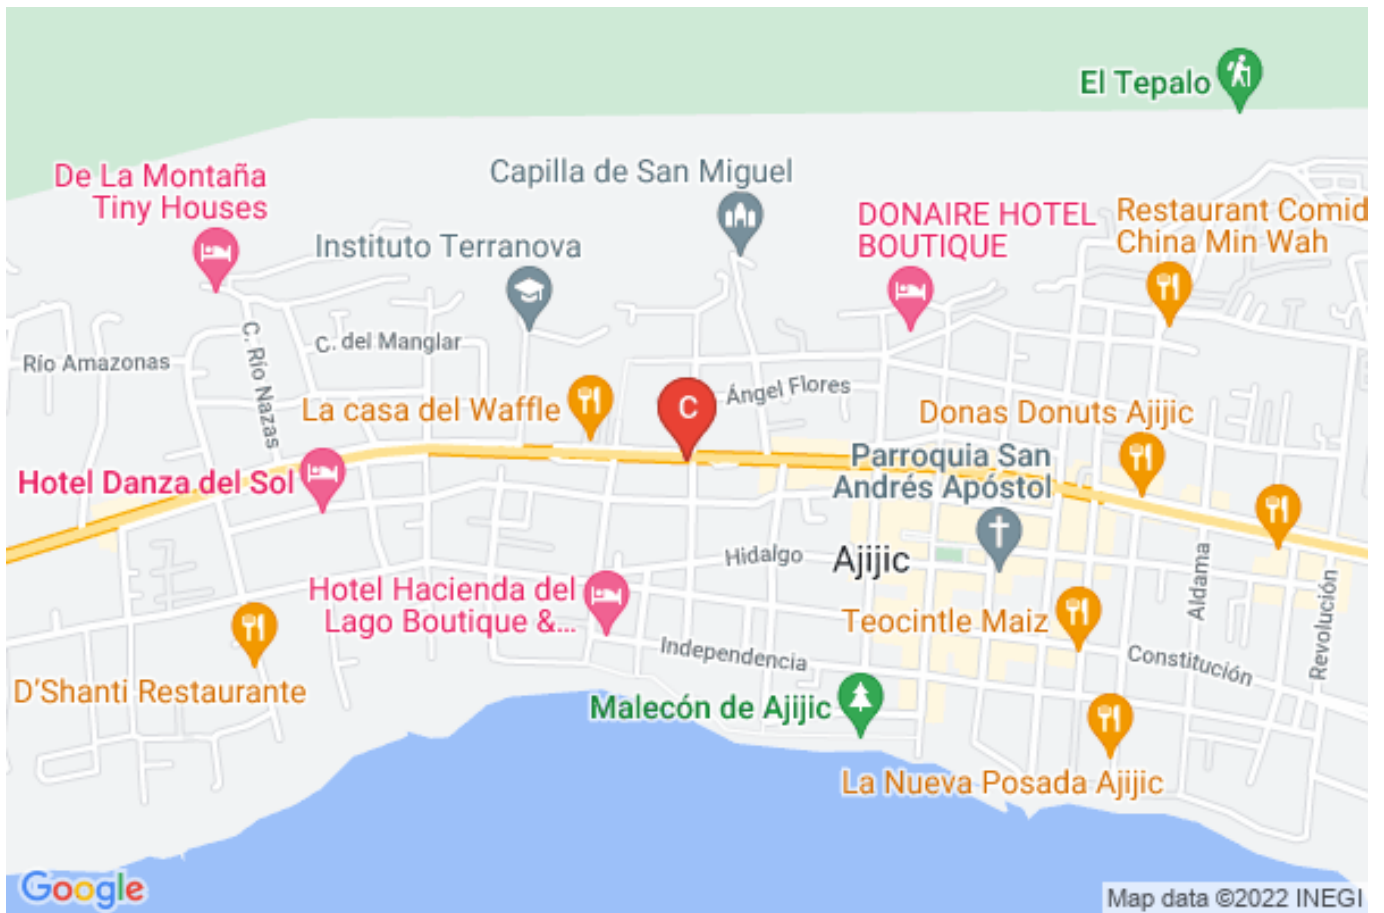 El Tepalo
De La Montaña
Tiny Houses
Capilla de San Miguel
DONAIRE HOTEL
BOUTIQUE
Restaurant Comid
China Min Wah
Instituto Terranova
C. del Manglar
Río Amazonas
C. Río Nazas
Ángel Flores
La casa del Waffle
C
Donas Donuts Ajijic
Hotel Danza del Sol
Parroquia San
Andrés Apóstol
Hidalgo
Ajijic
Aldama
Revolución
Hotel Hacienda del
Lago Boutique &...
Teocintle Maiz
Independencia
Constitución
D'Shanti Restaurante
Malecón de Ajijic
La Nueva Posada Ajijic
Google
Map data ©2022 INEGI